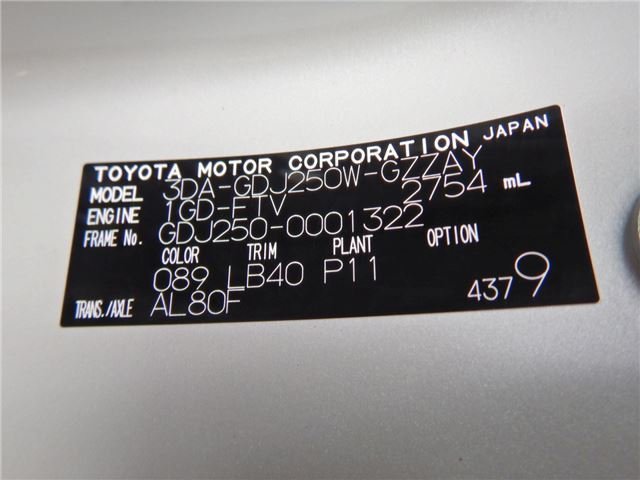 TOYOTA MOTOR CORPORATION JAPAN
MODEL 3DA-GDJ250W-GZZAY
ENGINE 1GD-FTV 2754 mL
FRAME No. GDJ250-0001322
COLOR TRIM PLANT OPTION
089 LB40 P11
TRANS./AXLE AL80F 4379